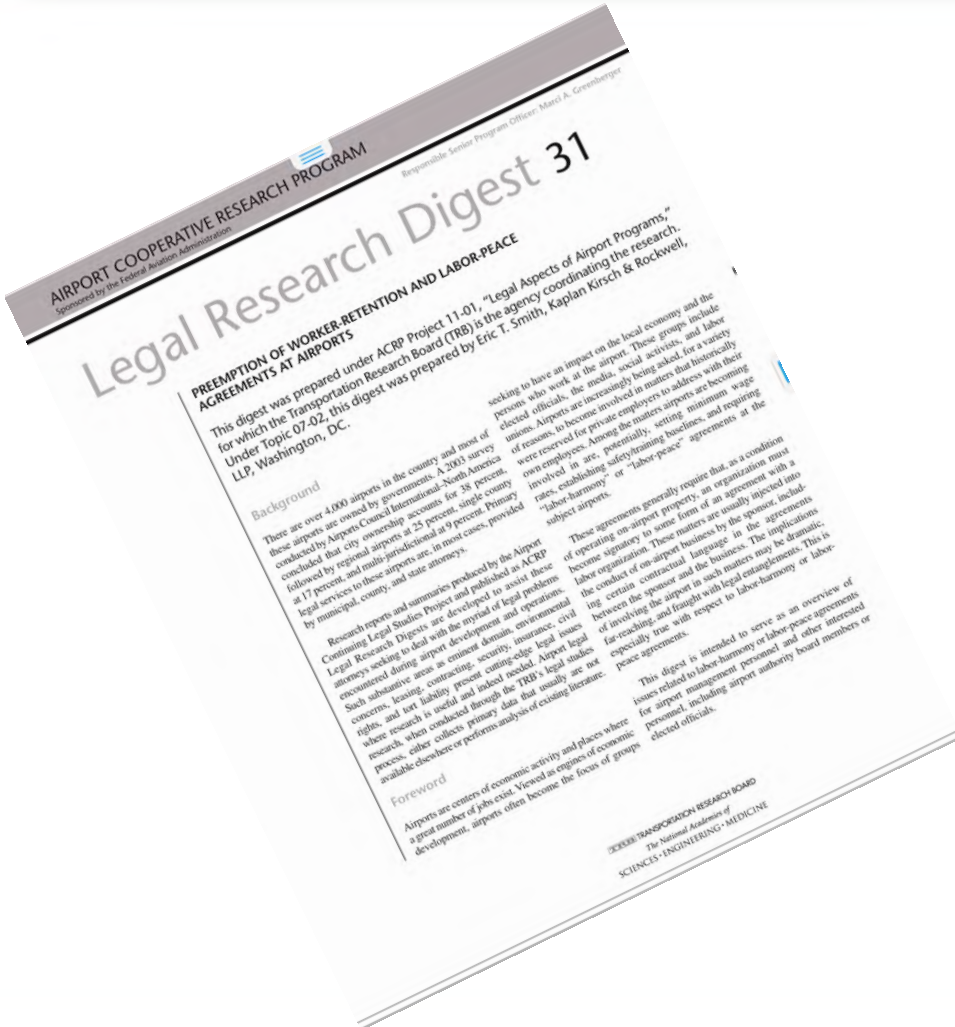 AIRPORT COOPERATIVE RESEARCH PROGRAM
Sponsored by the Federal Aviation Administration
Responsible Senior Program Officer: Marci A. Greenberger
Legal Research Digest 31
PREEMPTION OF WORKER-RETENTION AND LABOR-PEACE
AGREEMENTS AT AIRPORTS
This digest was prepared under ACRP Project 11-01, “Legal Aspects of Airport Programs,”
for which the Transportation Research Board (TRB) is the agency coordinating the research.
Under Topic 07-02, this digest was prepared by Eric T. Smith, Kaplan Kirsch & Rockwell,
LLP, Washington, DC.
Background
There are over 4,000 airports in the country and most of
these airports are owned by governments. A 2003 survey
conducted by Airports Council International–North America
concluded that city ownership accounts for 38 percent,
followed by regional airports at 25 percent, single county
at 17 percent, and multi-jurisdictional at 9 percent. Primary
legal services to these airports are, in most cases, provided
by municipal, county, and state attorneys.
Research reports and summaries produced by the Airport
Continuing Legal Studies Project and published as ACRP
Legal Research Digests are developed to assist these
attorneys seeking to deal with the myriad of legal problems
encountered during airport development and operations.
Such substantive areas as eminent domain, environmental
concerns, leasing, contracting, security, insurance, civil
rights, and tort liability present cutting-edge legal issues
where research is useful and indeed needed. Airport legal
research, when conducted through the TRB’s legal studies
process, either collects primary data that usually are not
available elsewhere or performs analysis of existing literature.
Foreword
Airports are centers of economic activity and places where
a great number of jobs exist. Viewed as engines of economic
development, airports often become the focus of groups
seeking to have an impact on the local economy and the
persons who work at the airport. These groups include
elected officials, the media, social activists, and labor
unions. Airports are increasingly being asked, for a variety
of reasons, to become involved in matters that historically
were reserved for private employers to address with their
own employees. Among the matters airports are becoming
involved in are, potentially, setting minimum wage
rates, establishing safety/training baselines, and requiring
“labor-harmony” or “labor-peace” agreements at the
subject airports.
These agreements generally require that, as a condition
of operating on-airport property, an organization must
become signatory to some form of an agreement with a
labor organization. These matters are usually injected into
the conduct of on-airport business by the sponsor, includ-
ing certain contractual language in the agreements
between the sponsor and the business. The implications
of involving the airport in such matters may be dramatic,
far-reaching, and fraught with legal entanglements. This is
especially true with respect to labor-harmony or labor-
peace agreements.
This digest is intended to serve as an overview of
issues related to labor-harmony or labor-peace agreements
for airport management personnel and other interested
personnel, including airport authority board members or
elected officials.
TRANSPORTATION RESEARCH BOARD
The National Academies of
SCIENCES • ENGINEERING • MEDICINE